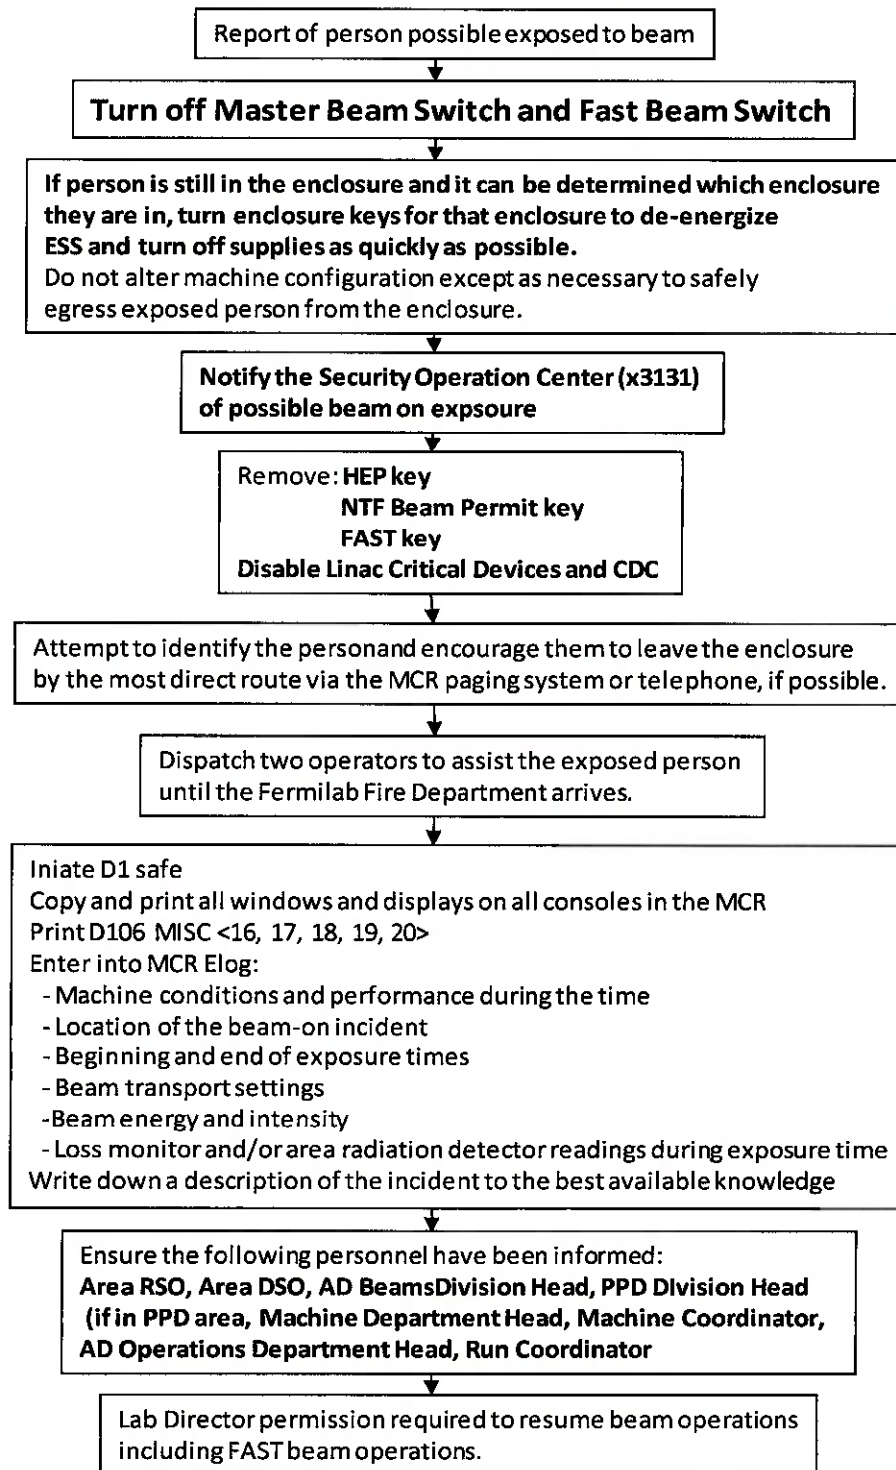 Report of person possible exposed to beam
Turn off Master Beam Switch and Fast Beam Switch
If person is still in the enclosure and it can be determined which enclosure
they are in, turn enclosure keys for that enclosure to de-energize
ESS and turn off supplies as quickly as possible.
Do not alter machine configuration except as necessary to safely
egress exposed person from the enclosure.
Notify the Security Operation Center (x3131)
of possible beam on expsoure
Remove: HEP key
NTF Beam Permit key
FAST key
Disable Linac Critical Devices and CDC
Attempt to identify the personand encourage them to leave the enclosure
by the most direct route via the MCR paging system or telephone, if possible.
Dispatch two operators to assist the exposed person
until the Fermilab Fire Department arrives.
Iniate D1 safe
Copy and print all windows and displays on all consoles in the MCR
Print D106 MISC <16, 17, 18, 19, 20>
Enter into MCR Elog:
- Machine conditions and performance during the time
- Location of the beam-on incident
- Beginning and end of exposure times
- Beam transport settings
-Beam energy and intensity
- Loss monitor and/or area radiation detector readings during exposure time
Write down a description of the incident to the best available knowledge
Ensure the following personnel have been informed:
Area RSO, Area DSO, AD BeamsDivision Head, PPD DIvision Head
(if in PPD area, Machine Department Head, Machine Coordinator,
AD Operations Department Head, Run Coordinator
Lab Director permission required to resume beam operations
including FAST beam operations.